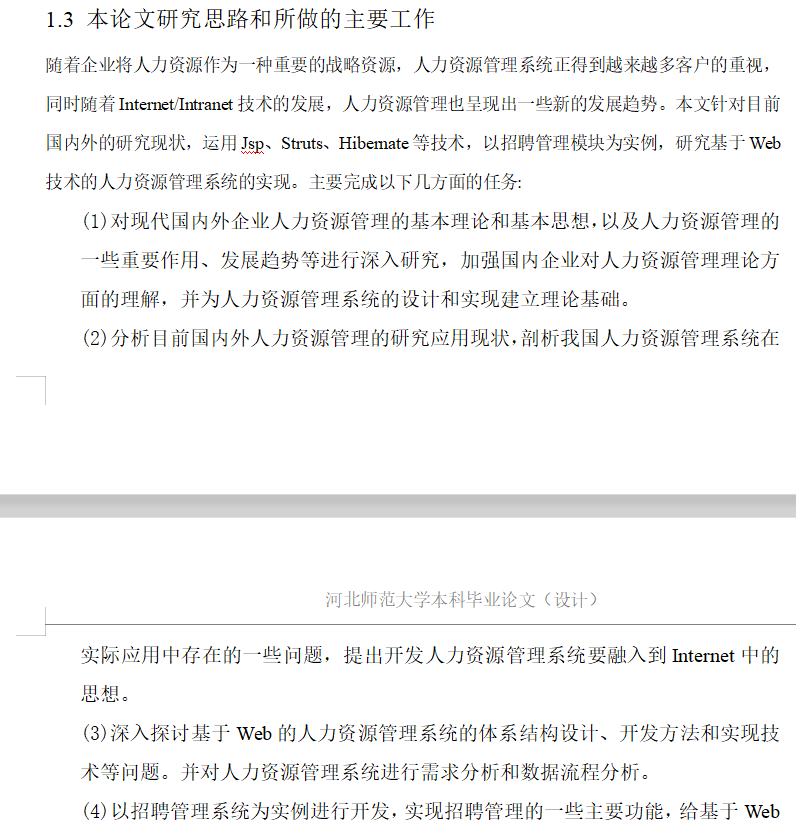 1.3 本论文研究思路和所做的主要工作
随着企业将人力资源作为一种重要的战略资源，人力资源管理系统正得到越来越多客户的重视，
同时随着 Internet/Intranet 技术的发展，人力资源管理也呈现出一些新的发展趋势。本文针对目前
国内外的研究现状，运用 Jsp、Struts、Hibernate 等技术，以招聘管理模块为实例，研究基于 Web
技术的人力资源管理系统的实现。主要完成以下几方面的任务:
(1)对现代国内外企业人力资源管理的基本理论和基本思想，以及人力资源管理的
一些重要作用、发展趋势等进行深入研究，加强国内企业对人力资源管理理论方
面的理解，并为人力资源管理系统的设计和实现建立理论基础。
(2)分析目前国内外人力资源管理的研究应用现状，剖析我国人力资源管理系统在
河北师范大学本科毕业论文（设计）
实际应用中存在的一些问题，提出开发人力资源管理系统要融入到 Internet 中的
思想。
(3)深入探讨基于 Web 的人力资源管理系统的体系结构设计、开发方法和实现技
术等问题。并对人力资源管理系统进行需求分析和数据流程分析。
(4)以招聘管理系统为实例进行开发，实现招聘管理的一些主要功能，给基于 Web